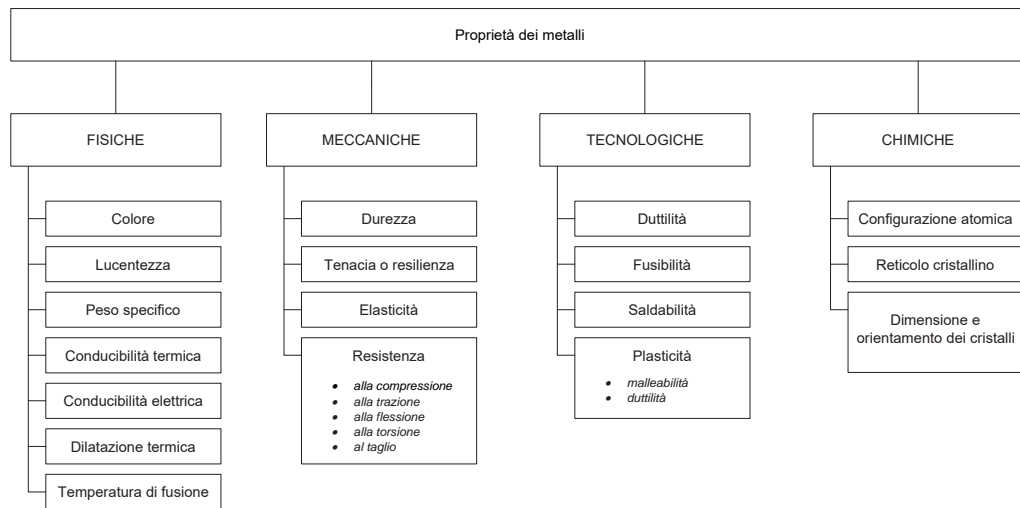 Proprietà dei metalli
FISICHE
Colore
Lucentezza
Peso specifico
Conducibilità termica
Conducibilità elettrica
Dilatazione termica
Temperatura di fusione
MECCANICHE
Durezza
Tenacia o resilienza
Elasticità
Resistenza
• alla compressione
• alla trazione
• alla flessione
• alla torsione
• al taglio
TECNOLOGICHE
Duttilità
Fusibilità
Saldabilità
Plasticità
• malleabilità
• duttilità
CHIMICHE
Configurazione atomica
Reticolo cristallino
Dimensione e
orientamento dei cristalli